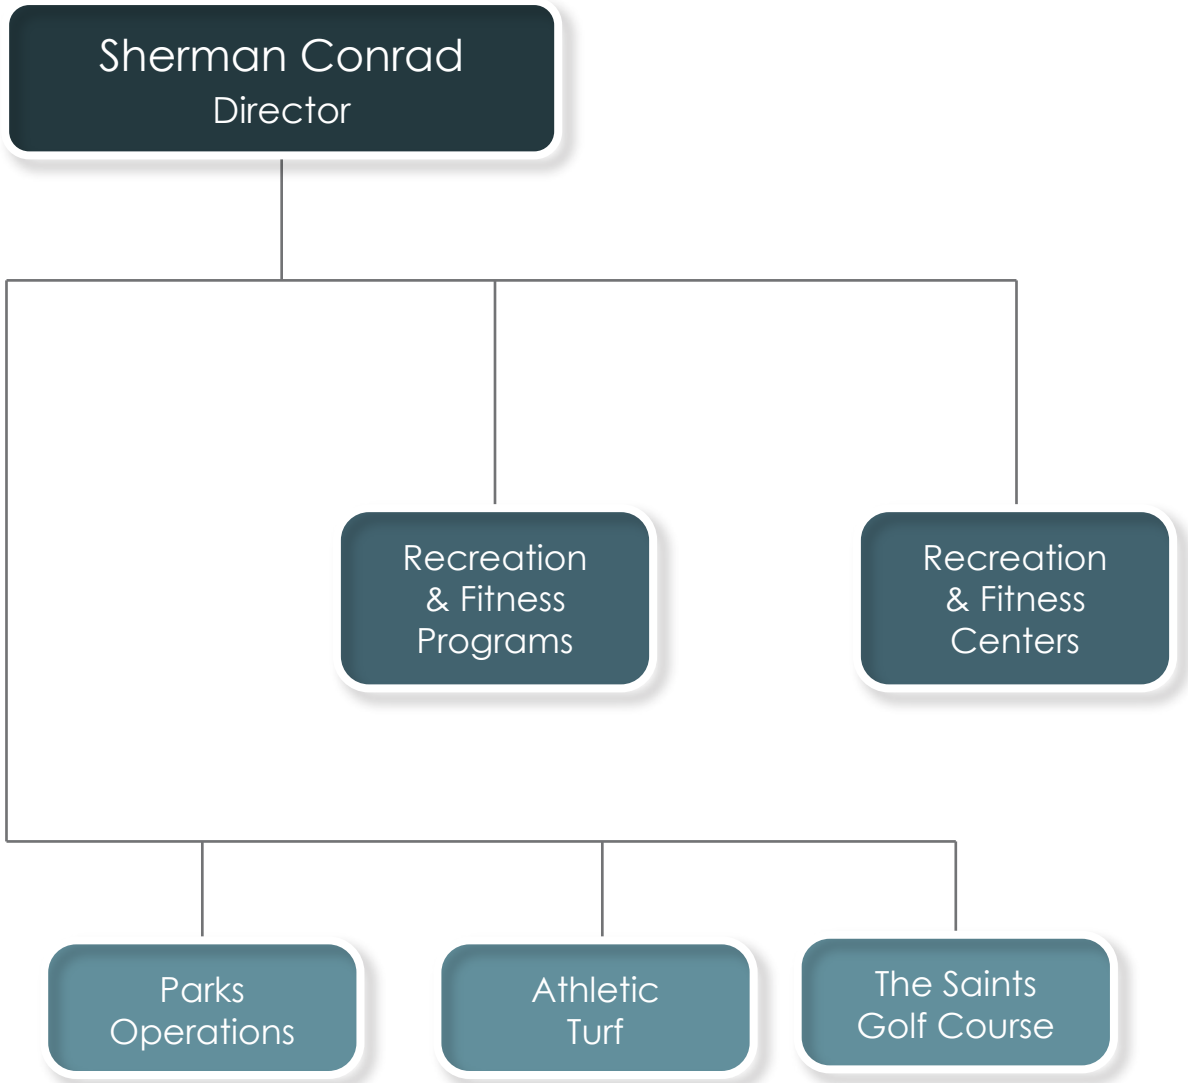 Sherman Conrad
Director
Recreation
& Fitness
Programs
Recreation
& Fitness
Centers
Parks
Operations
Athletic
Turf
The Saints
Golf Course